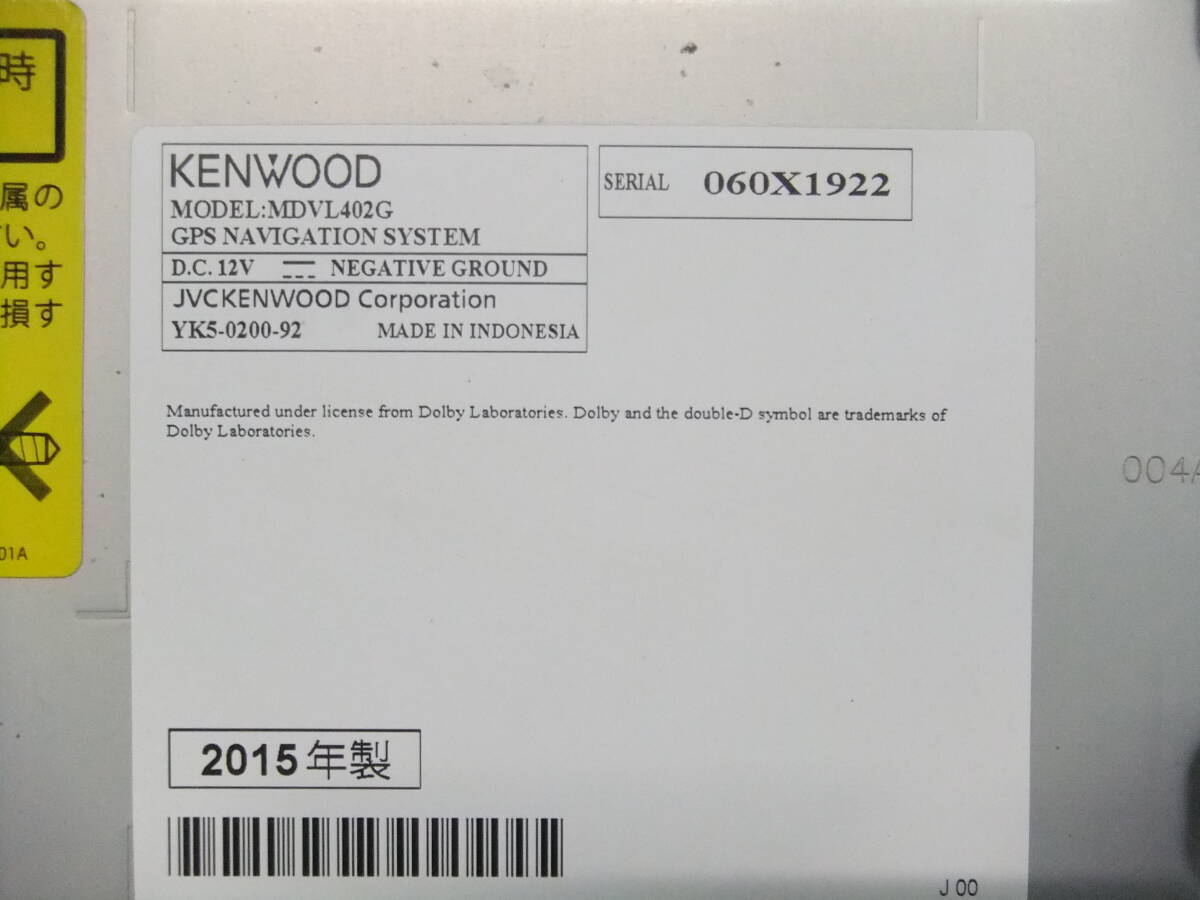 時
属の
い。
用す
損す
01A
KENWOOD
MODEL:MDVL402G
GPS NAVIGATION SYSTEM
D.C. 12V NEGATIVE GROUND
JVCKENWOOD Corporation
YK5-0200-92 MADE IN INDONESIA
SERIAL 060X1922
Manufactured under license from Dolby Laboratories. Dolby and the double-D symbol are trademarks of
Dolby Laboratories.
004A
2015年製
J 00